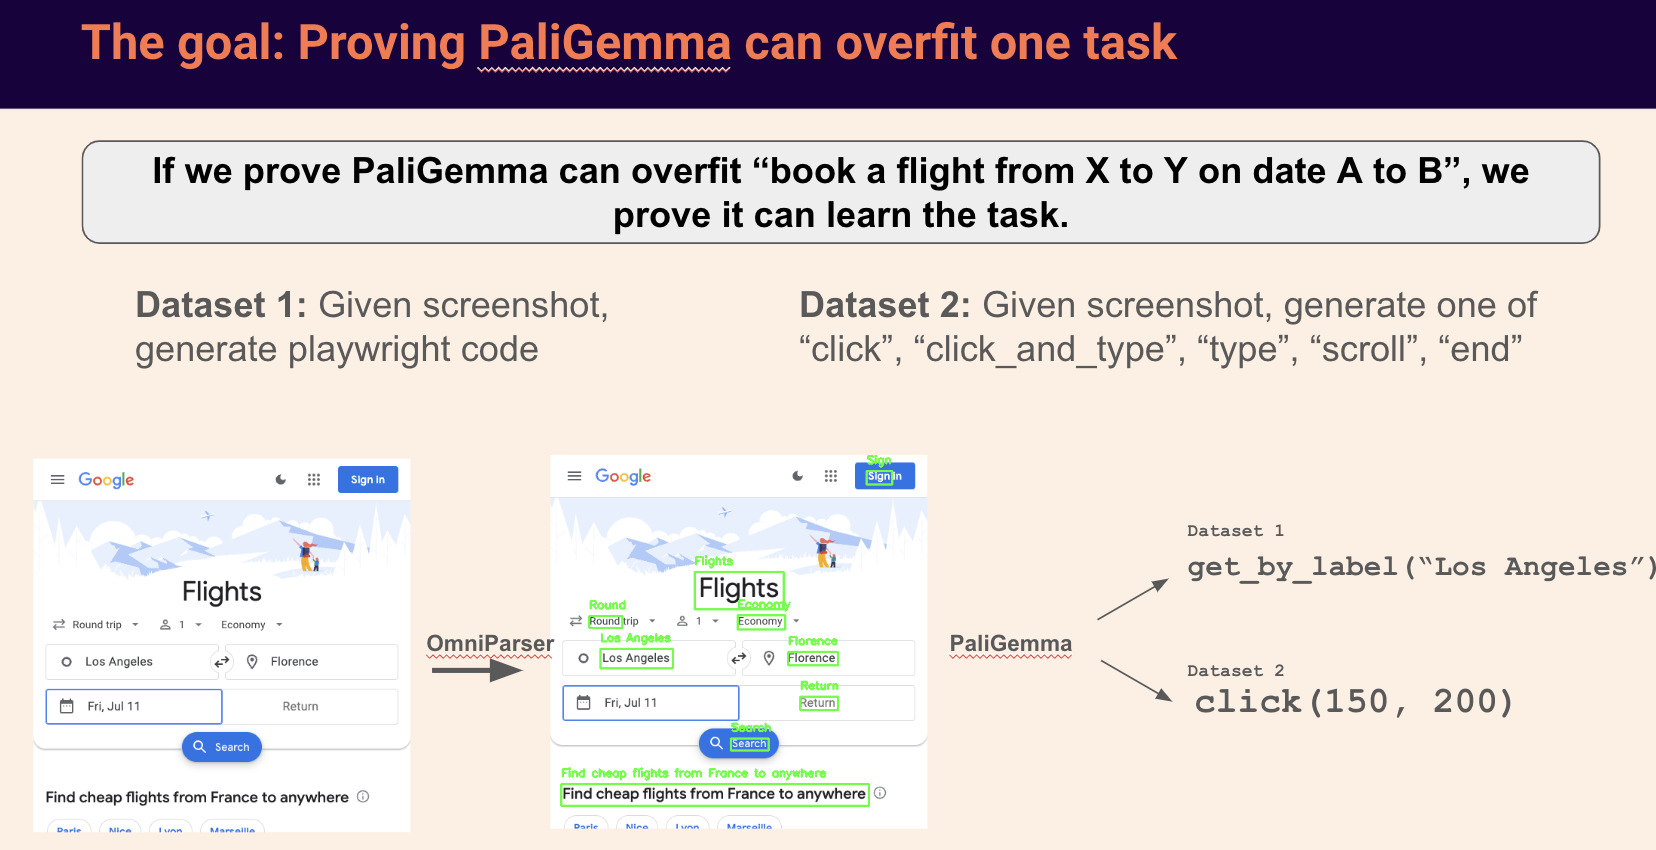 The goal: Proving PaliGemma can overfit one task
If we prove PaliGemma can overfit “book a flight from X to Y on date A to B”, we
prove it can learn the task.
Dataset 1: Given screenshot,
generate playwright code
Dataset 2: Given screenshot, generate one of
“click”, “click_and_type”, “type”, “scroll”, “end”
Google
Sign in
Flights
Round trip
1
Economy
Los Angeles
Florence
Fri, Jul 11
Return
Search
Find cheap flights from France to anywhere
Paris
Nice
Lyon
Marseille
OmniParser
Google
Sign
Sign in
Flights
Flights
Round
Economy
Round trip
1
Economy
Los Angeles
Florence
Los Angeles
Florence
Return
Fri, Jul 11
Return
Search
Search
Find cheap flights from France to anywhere
Find cheap flights from France to anywhere
Paris
Nice
Lyon
Marseille
PaliGemma
Dataset 1
get_by_label(“Los Angeles”)
Dataset 2
click(150, 200)